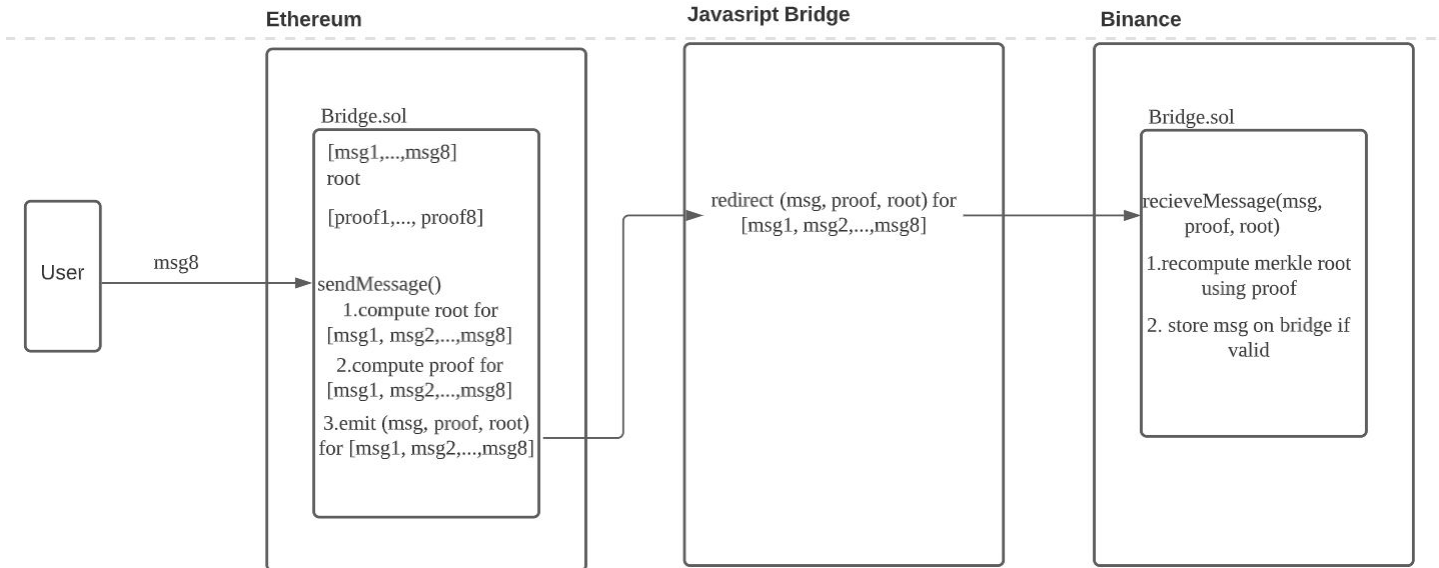 Ethereum
Javasript Bridge
Binance
Bridge.sol
[msg1,...,msg8]
root
[proof1,..., proof8]
User
msg8
sendMessage()
1.compute root for
[msg1, msg2,...,msg8]
2.compute proof for
[msg1, msg2,...,msg8]
3.emit (msg, proof, root)
for [msg1, msg2,...,msg8]
redirect (msg, proof, root) for
[msg1, msg2,...,msg8]
Bridge.sol
recieveMessage(msg,
proof, root)
1.recompute merkle root
using proof
2. store msg on bridge if
valid